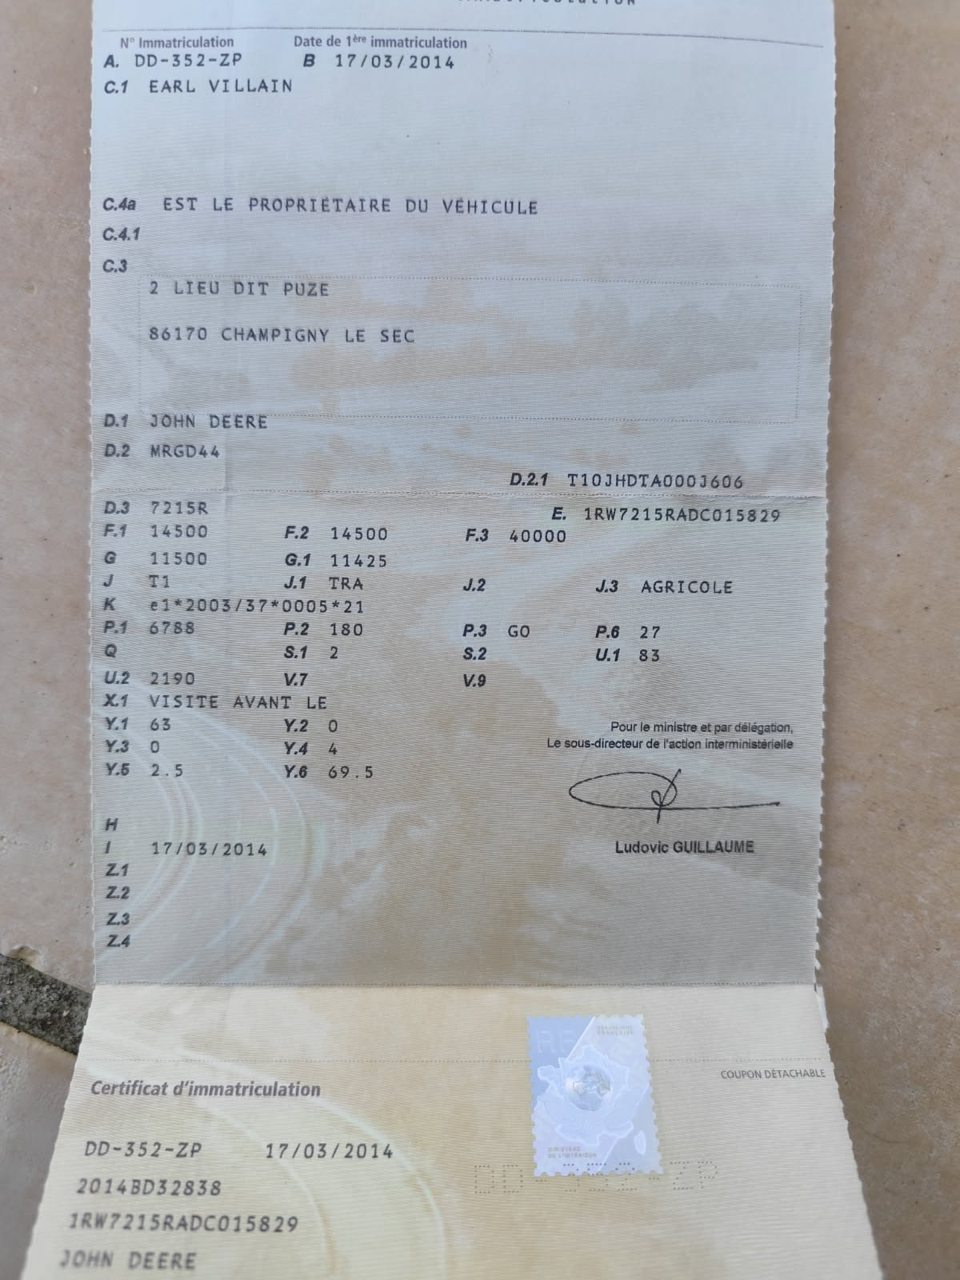 N° Immatriculation Date de 1ère immatriculation
A. DD-352-ZP B 17/03/2014
C.1 EARL VILLAIN
C.4a EST LE PROPRIÉTAIRE DU VÉHICULE
C.4.1
C.3
2 LIEU DIT PUZE
86170 CHAMPIGNY LE SEC
D.1 JOHN DEERE
D.2 MRGD44
D.2.1 T10JHDTA000J606
D.3 7215R E. 1RW7215RADC015829
F.1 14500 F.2 14500 F.3 40000
G 11500 G.1 11425
J T1 J.1 TRA J.2 J.3 AGRICOLE
K e1*2003/37*0005*21
P.1 6788 P.2 180 P.3 GO P.6 27
Q S.1 2 S.2 U.1 83
U.2 2190 V.7 V.9
X.1 VISITE AVANT LE
Y.1 63 Y.2 0
Pour le ministre et par délégation,
Y.3 0 Y.4 4 Le sous-directeur de l'action interministérielle
Y.5 2.5 Y.6 69.5
H
I 17/03/2014 Ludovic GUILLAUME
Z.1
Z.2
Z.3
Z.4
COUPON DÉTACHABLE
Certificat d'immatriculation
DD-352-ZP 17/03/2014
2014BD32838
1RW7215RADC015829
JOHN DEERE